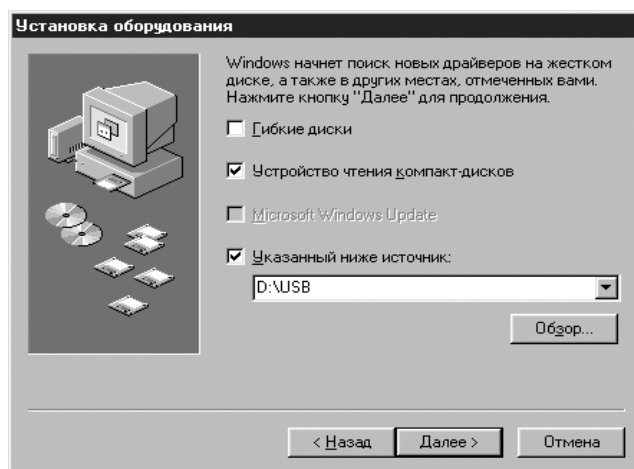 Установка оборудования
Windows начнет поиск новых драйверов на жестком
диске, а также в других местах, отмеченных вами.
Нажмите кнопку "Далее" для продолжения.
Гибкие диски
Устройство чтения компакт-дисков
Microsoft Windows Update
Указанный ниже источник:
D:\USB
Обзор...
< Назад
Далее >
Отмена